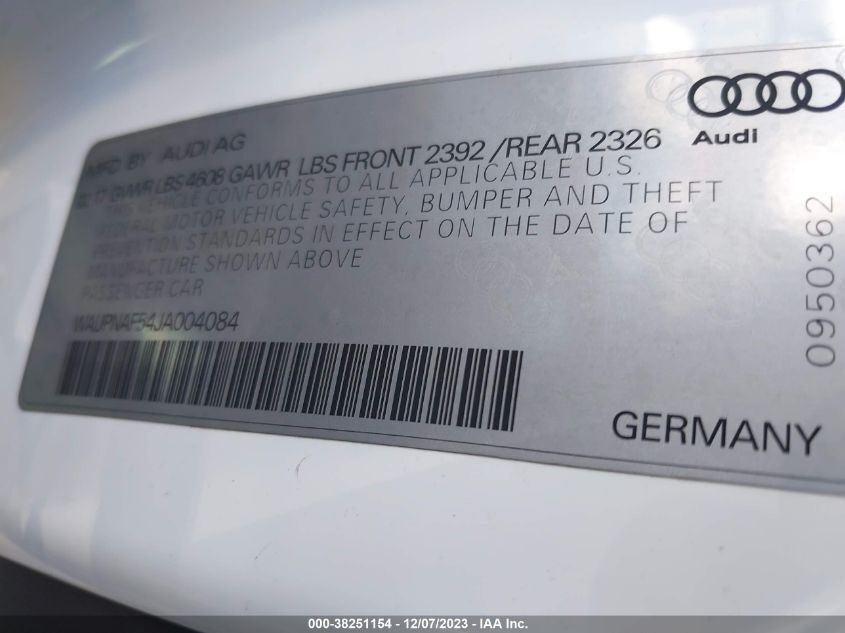 Audi
MFD BY AUDI AG
GVWR LBS 4608 GAWR LBS FRONT 2392 /REAR 2326
THIS VEHICLE CONFORMS TO ALL APPLICABLE U.S.
FEDERAL MOTOR VEHICLE SAFETY, BUMPER AND THEFT
PREVENTION STANDARDS IN EFFECT ON THE DATE OF
MANUFACTURE SHOWN ABOVE
PASSENGER CAR
WAUPNAF54JA004084
GERMANY
0950362
000-38251154 - 12/07/2023 - IAA Inc.